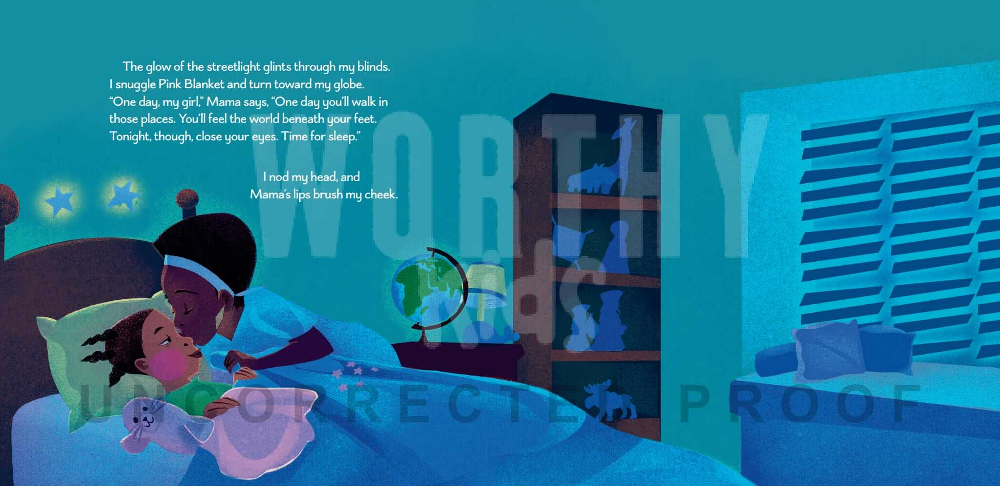 The glow of the streetlight glints through my blinds.
I snuggle Pink Blanket and turn toward my globe.
“One day, my girl,” Mama says, “One day you’ll walk in
those places. You’ll feel the world beneath your feet.
Tonight, though, close your eyes. Time for sleep.”
I nod my head, and
Mama’s lips brush my cheek.
WORTHY
kids
UNCORRECTED PROOF